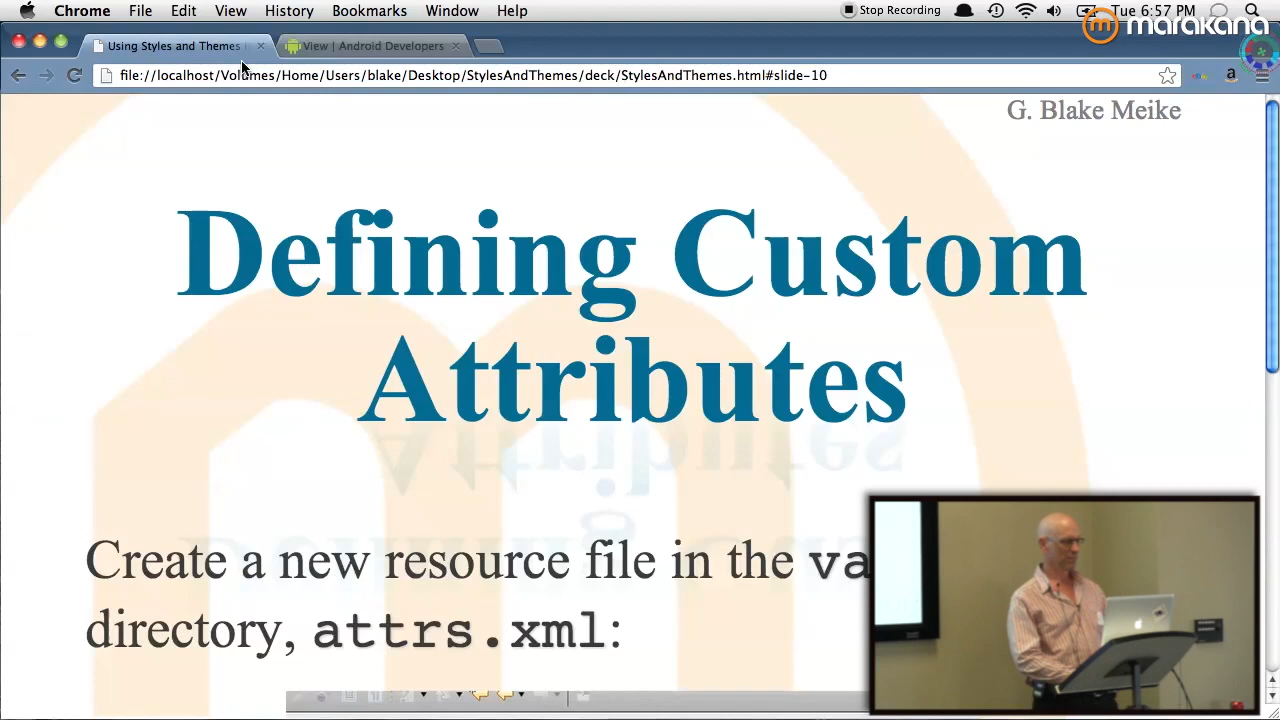 Chrome File Edit View History Bookmarks Window Help Stop Recording Tue 6:57 PM
marakana
Using Styles and Themes View | Android Developers
file://localhost/Volumes/Home/Users/blake/Desktop/StylesAndThemes/deck/StylesAndThemes.html#slide-10
G. Blake Meike
Defining Custom
Attributes
Create a new resource file in the va
directory, attrs.xml: